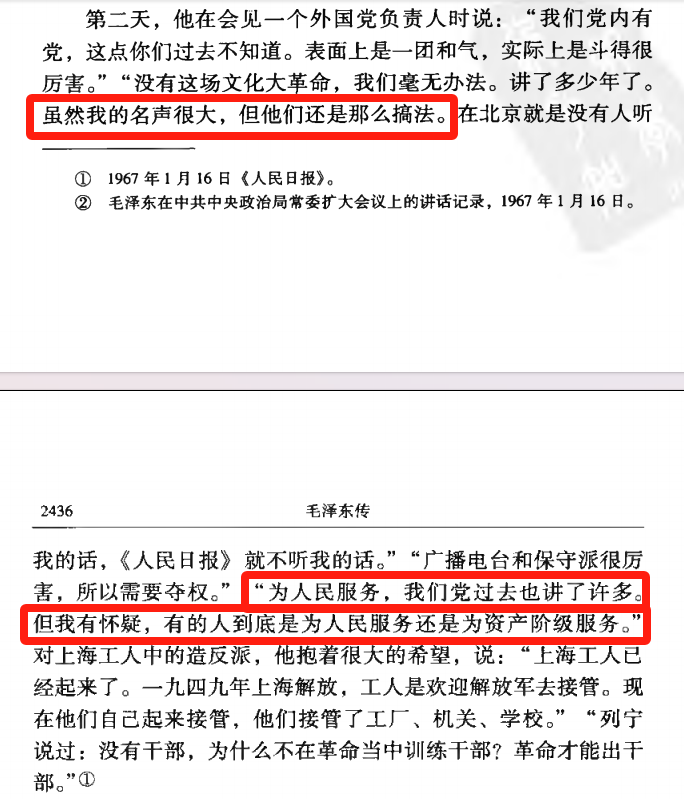 第二天，他在会见一个外国党负责人时说：“我们党内有
党，这点你们过去不知道。表面上是一团和气，实际上是斗得很
厉害。”“没有这场文化大革命，我们毫无办法。讲了多少年了。
虽然我的名声很大，但他们还是那么搞法。在北京就是没有人听
① 1967年1月16日《人民日报》。
② 毛泽东在中共中央政治局常委扩大会议上的讲话记录，1967年1月16日。
2436 毛泽东传
我的话，《人民日报》就不听我的话。”“广播电台和保守派很厉
害，所以需要夺权。”“为人民服务，我们党过去也讲了许多。
但我有怀疑，有的人到底是为人民服务还是为资产阶级服务。”
对上海工人中的造反派，他抱着很大的希望，说：“上海工人已
经起来了。一九四九年上海解放，工人是欢迎解放军去接管。现
在他们自己起来接管，他们接管了工厂、机关、学校。”“列宁
说过：没有干部，为什么不在革命当中训练干部？革命才能出干
部。”①